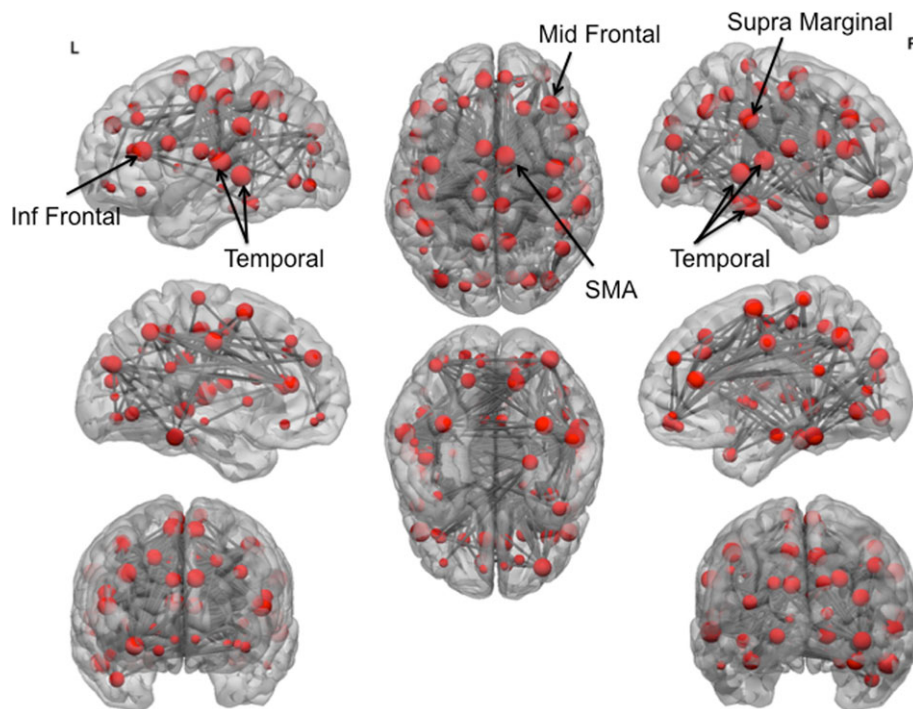 Mid Frontal
Supra Marginal
L
Inf Frontal
Temporal
SMA
Temporal